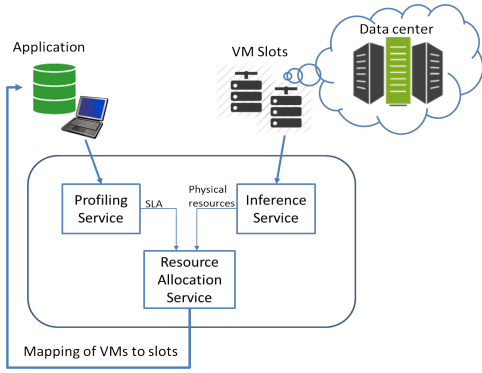 Application
VM Slots
Data center
Profiling
Service
SLA
Physical
resources
Inference
Service
Resource
Allocation
Service
Mapping of VMs to slots